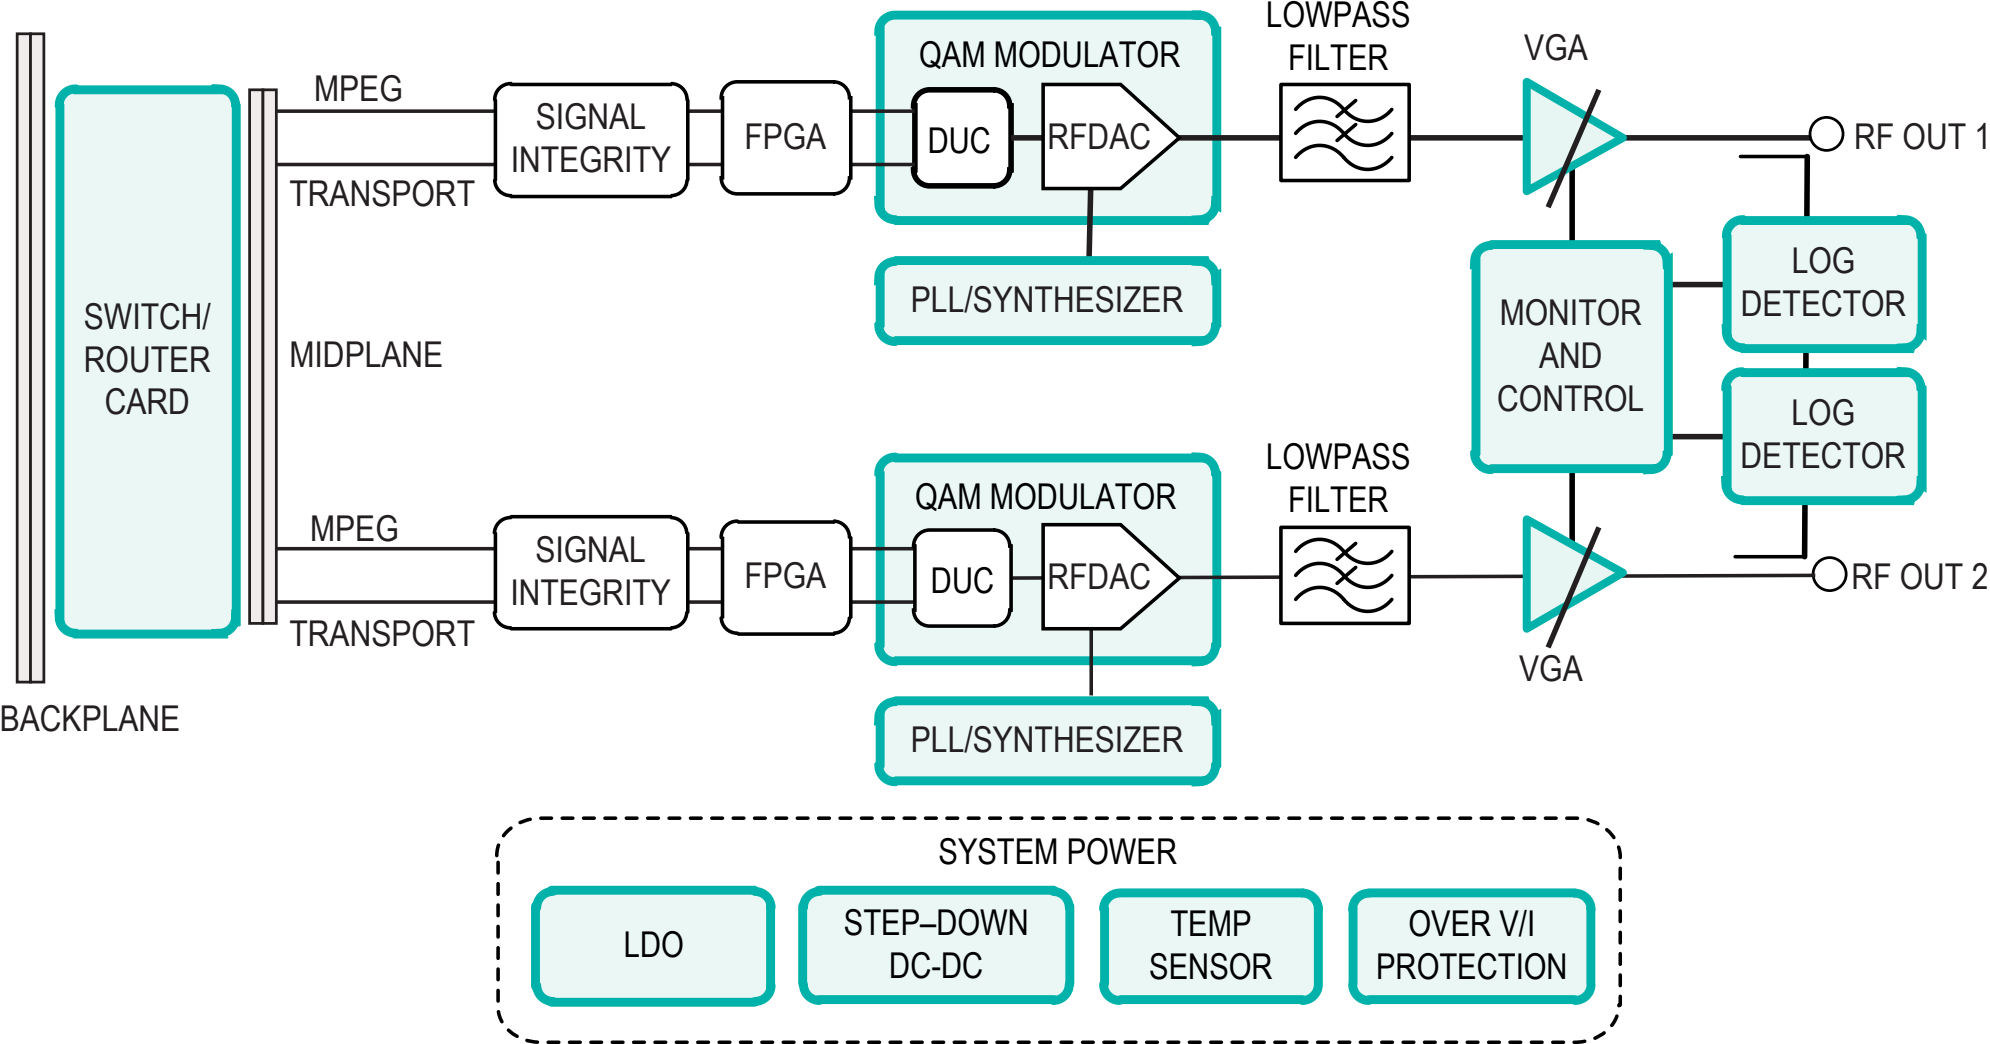 LOWPASS
FILTER
QAM MODULATOR
VGA
MPEG
SIGNAL
INTEGRITY
FPGA
DUC
RFDAC
RF OUT 1
TRANSPORT
PLL/SYNTHESIZER
LOG
DETECTOR
SWITCH/
ROUTER
CARD
MIDPLANE
MONITOR
AND
CONTROL
LOG
DETECTOR
LOWPASS
FILTER
QAM MODULATOR
MPEG
SIGNAL
INTEGRITY
FPGA
DUC
RFDAC
RF OUT 2
TRANSPORT
VGA
BACKPLANE
PLL/SYNTHESIZER
SYSTEM POWER
LDO
STEP–DOWN
DC-DC
TEMP
SENSOR
OVER V/I
PROTECTION